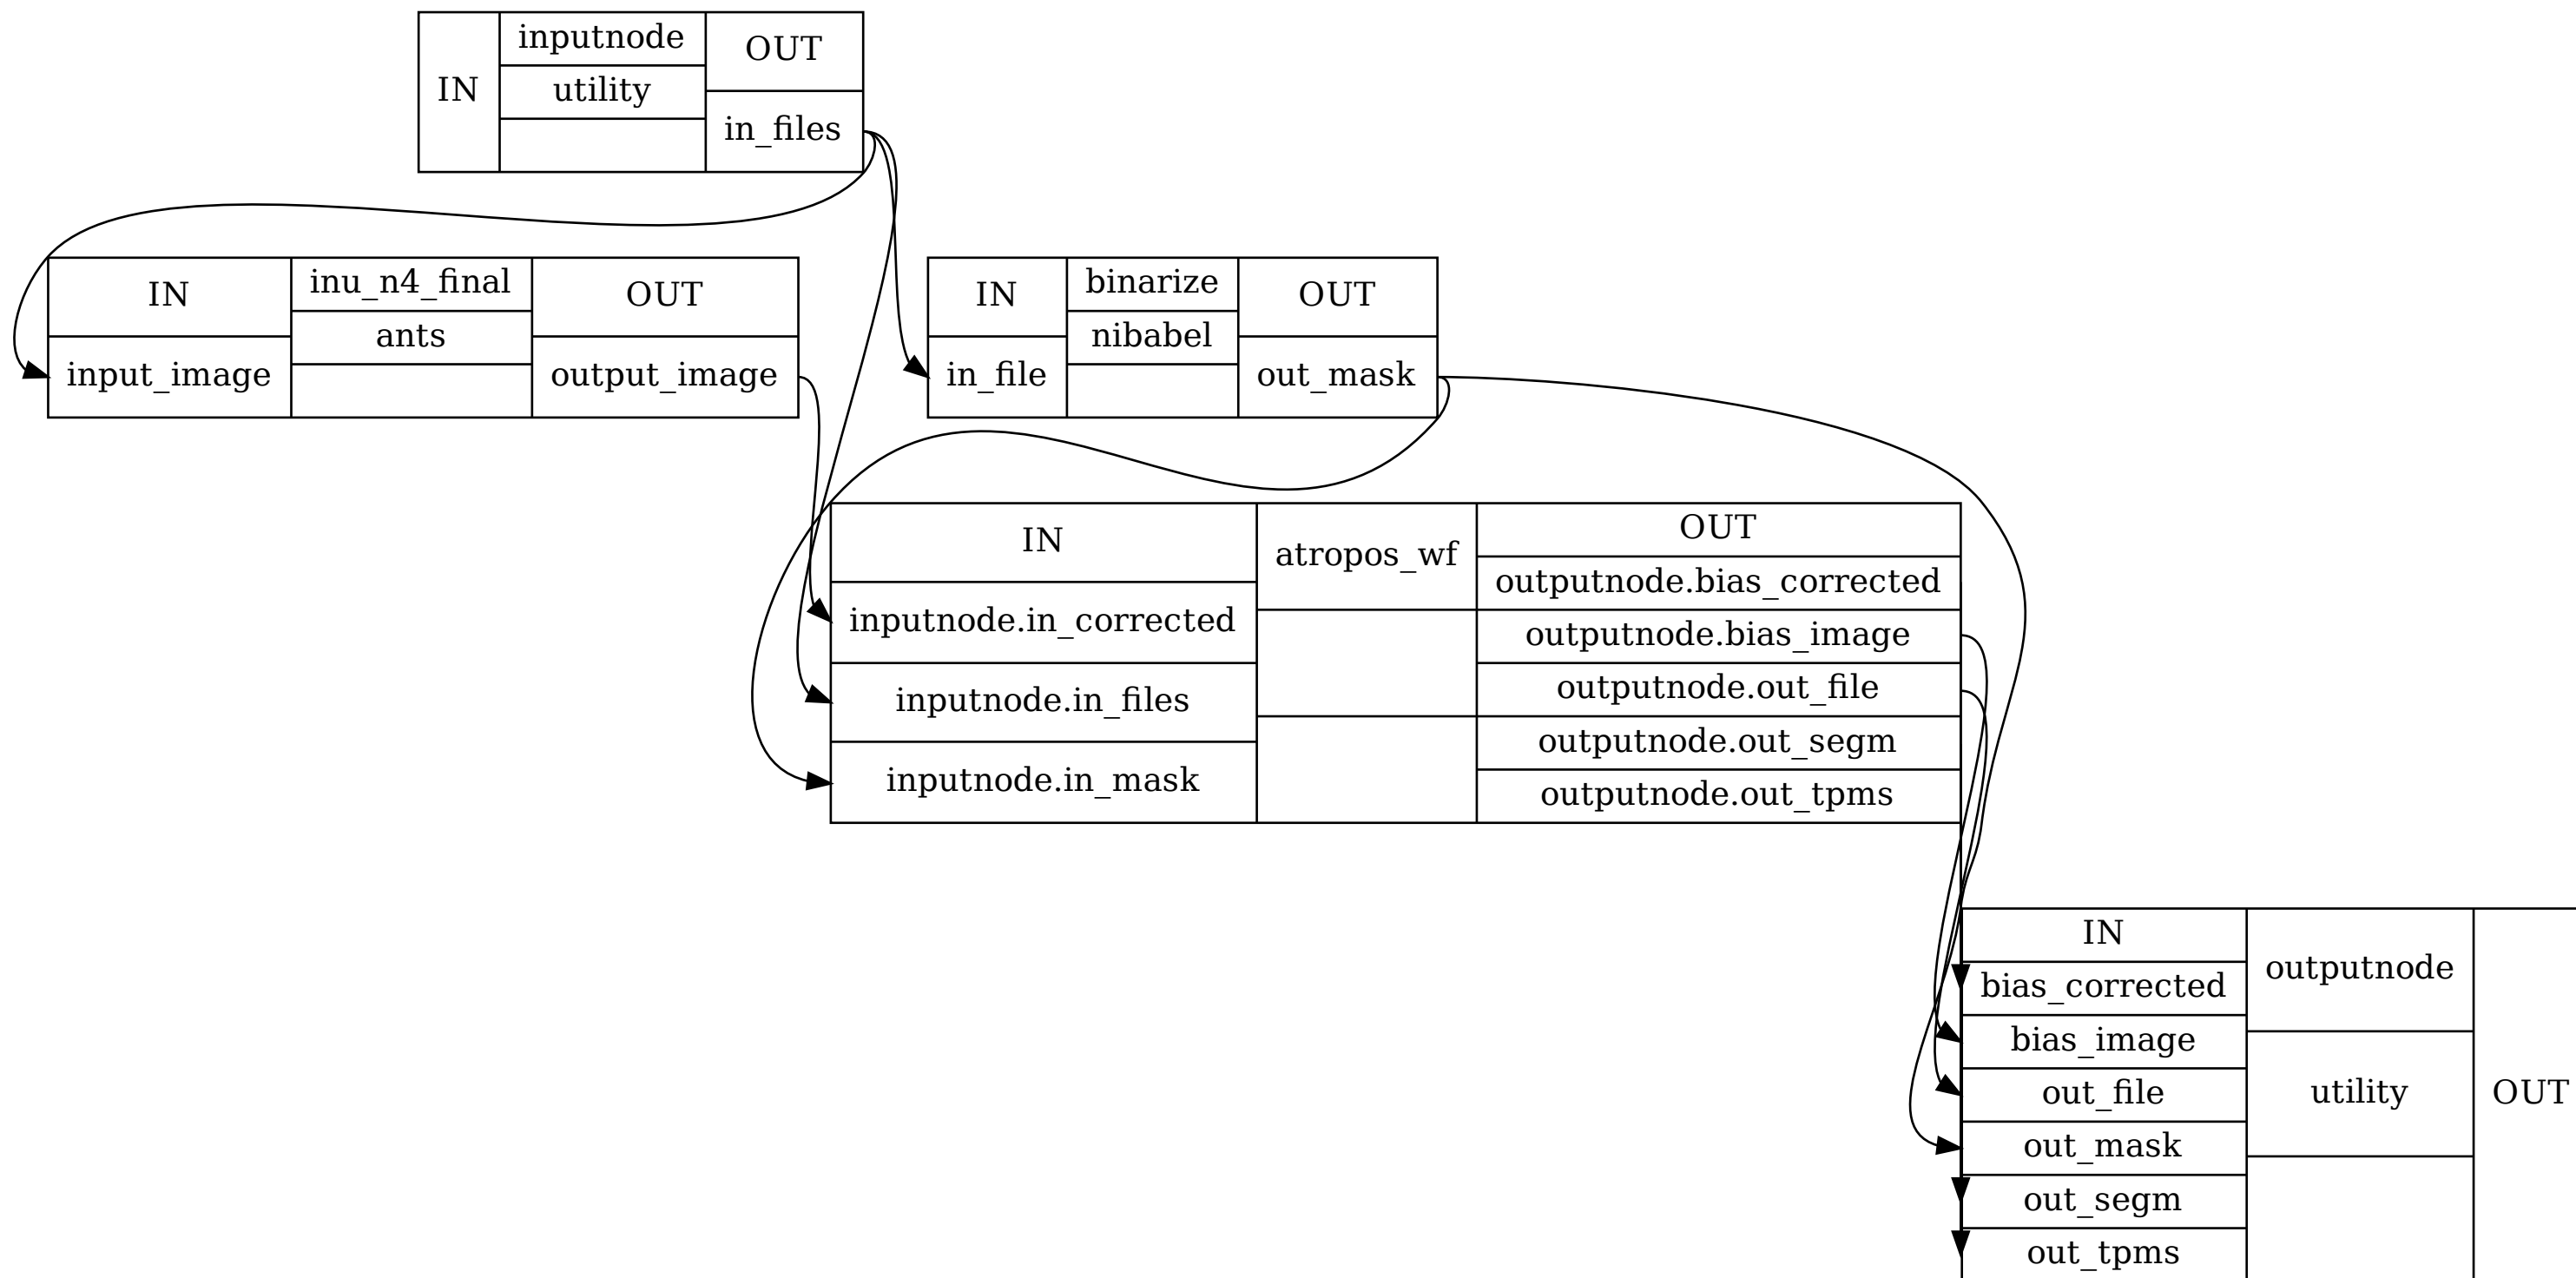 IN
inputnode
utility
OUT
in_files
IN
input_image
inu_n4_final
ants
OUT
output_image
IN
in_file
binarize
nibabel
OUT
out_mask
IN
inputnode.in_corrected
inputnode.in_files
inputnode.in_mask
atropos_wf
OUT
outputnode.bias_corrected
outputnode.bias_image
outputnode.out_file
outputnode.out_segm
outputnode.out_tpms
IN
bias_corrected
bias_image
out_file
out_mask
out_segm
out_tpms
outputnode
utility
OUT